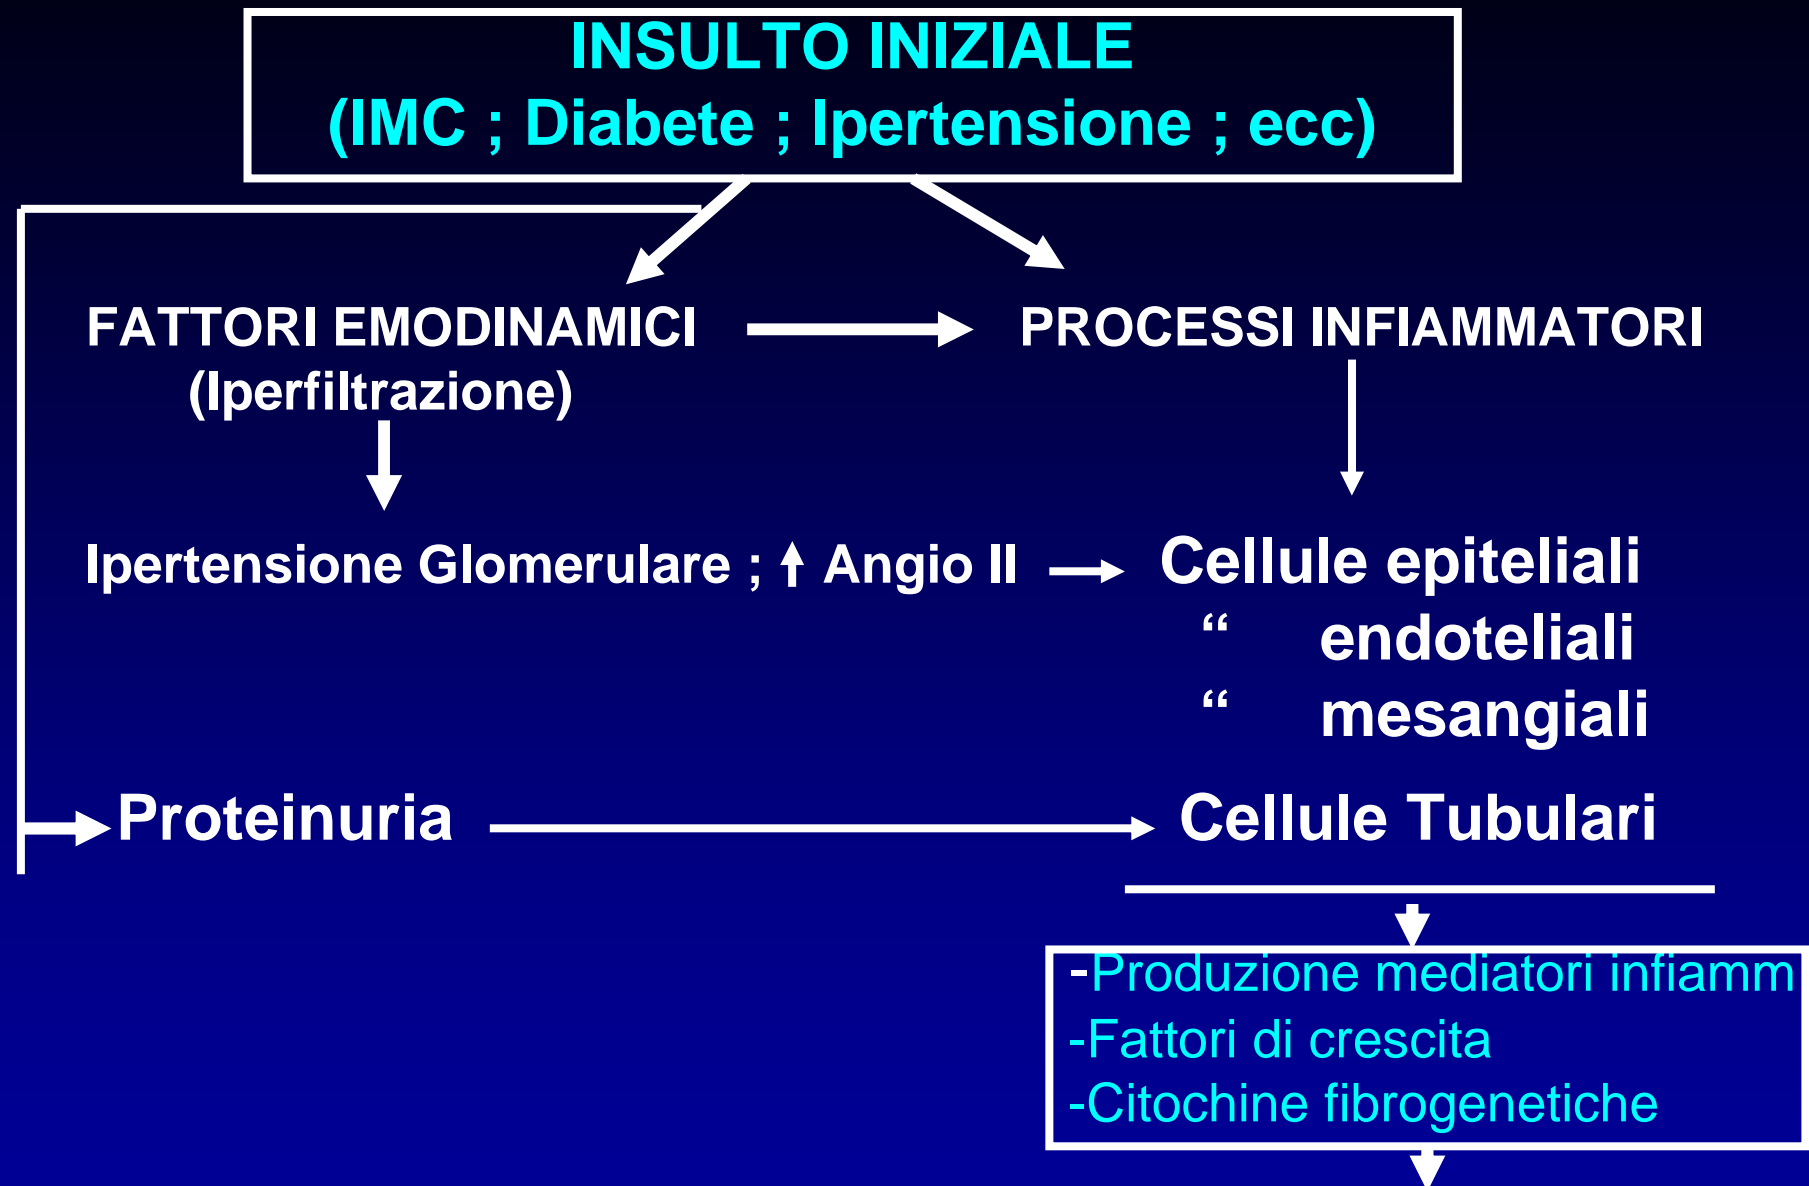 INSULTO INIZIALE
(IMC ; Diabete ; Ipertensione ; ecc)
FATTORI EMODINAMICI
(Iperfiltrazione)
PROCESSI INFIAMMATORI
Ipertensione Glomerulare ; ↑ Angio II
Cellule epiteliali
“ endoteliali
“ mesangiali
Proteinuria
Cellule Tubulari
-Produzione mediatori infiamm
-Fattori di crescita
-Citochine fibrogenetiche